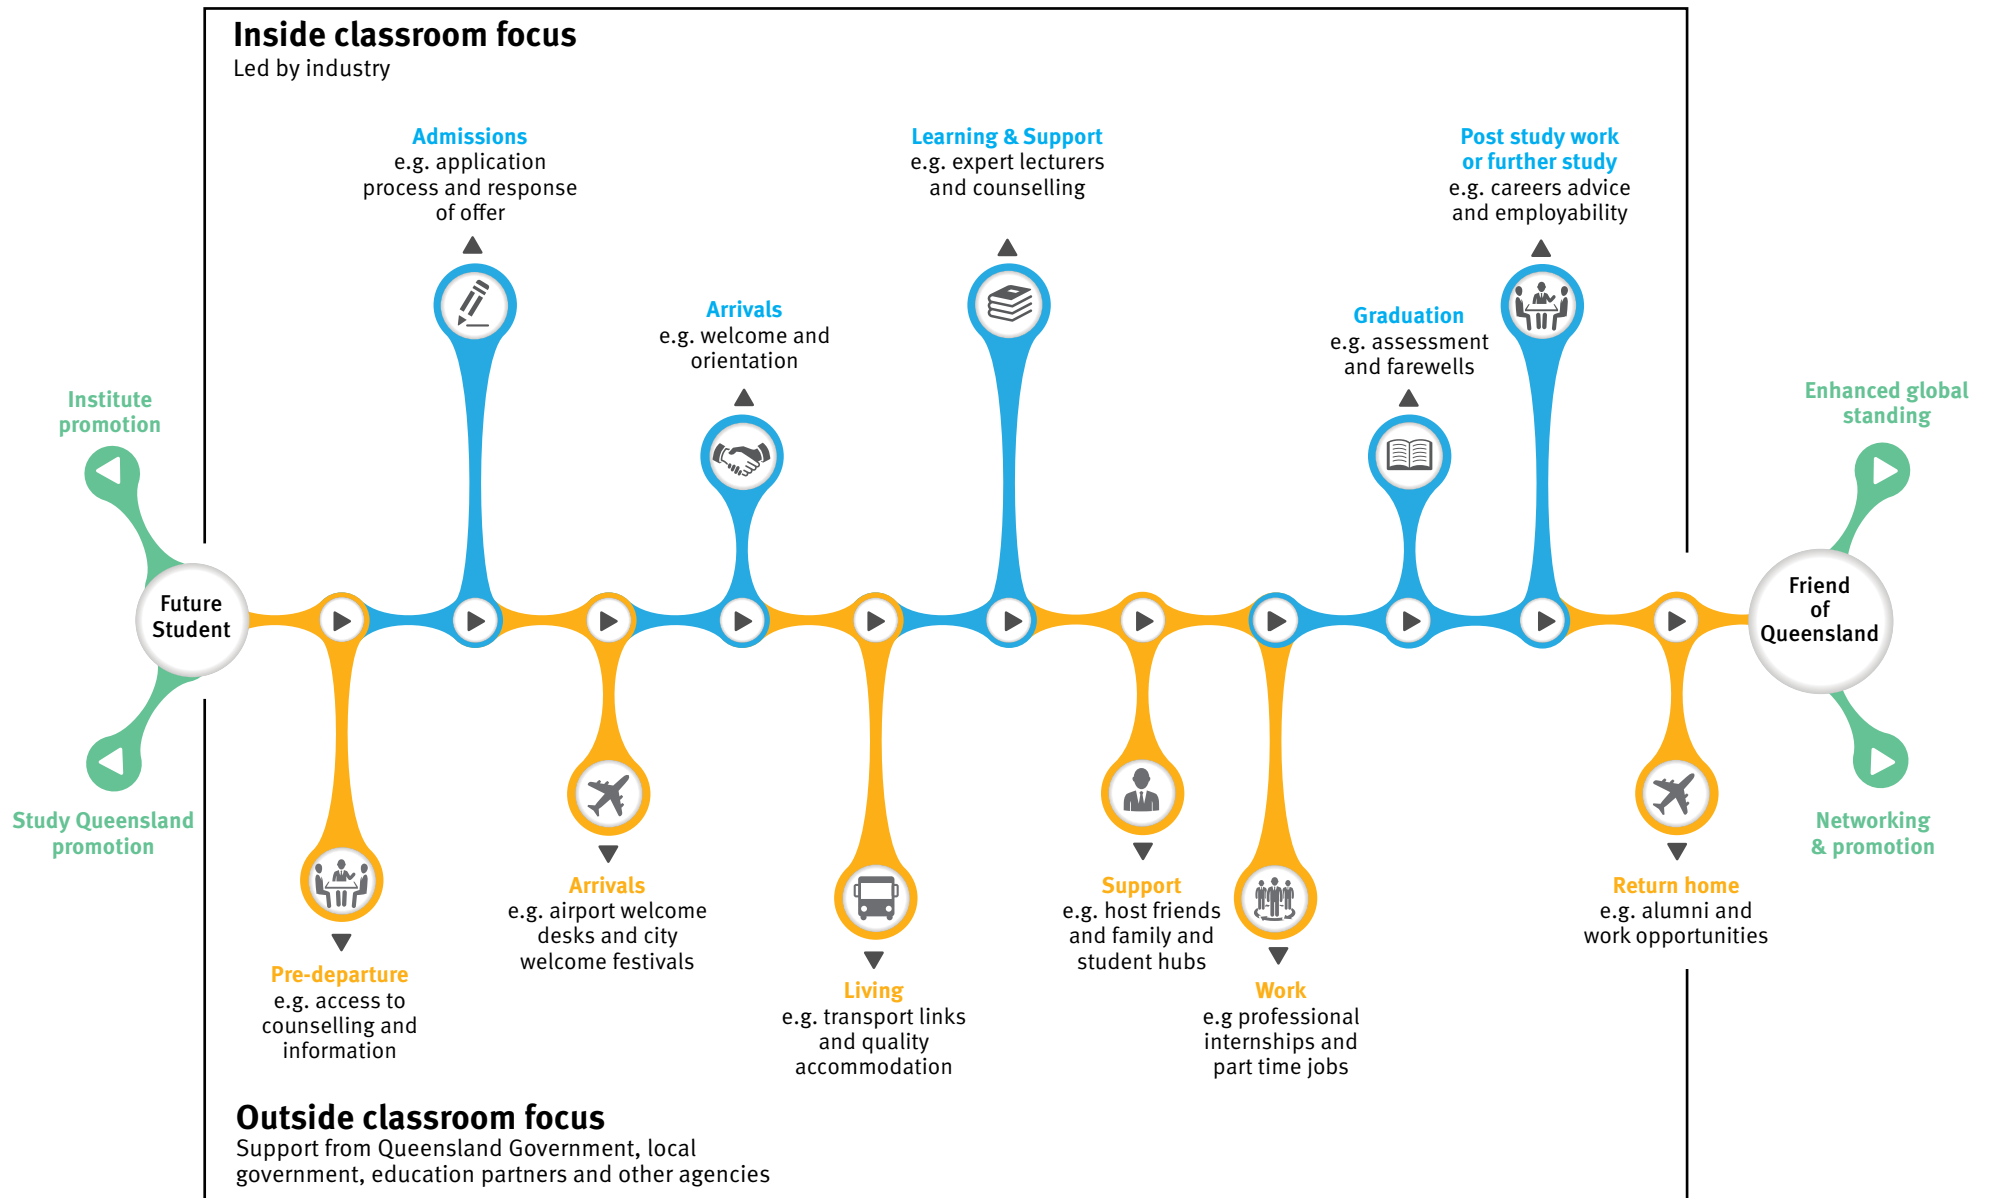 Inside classroom focus
Led by industry
Admissions
e.g. application
process and response
of offer
Arrivals
e.g. welcome and
orientation
Learning & Support
e.g. expert lecturers
and counselling
Graduation
e.g. assessment
and farewells
Post study work
or further study
e.g. careers advice
and employability
Institute
promotion
Future
Student
Study Queensland
promotion
Enhanced global
standing
Friend
of
Queensland
Networking
& promotion
Pre-departure
e.g. access to
counselling and
information
Arrivals
e.g. airport welcome
desks and city
welcome festivals
Living
e.g. transport links
and quality
accommodation
Support
e.g. host friends
and family and
student hubs
Work
e.g professional
internships and
part time jobs
Return home
e.g. alumni and
work opportunities
Outside classroom focus
Support from Queensland Government, local
government, education partners and other agencies